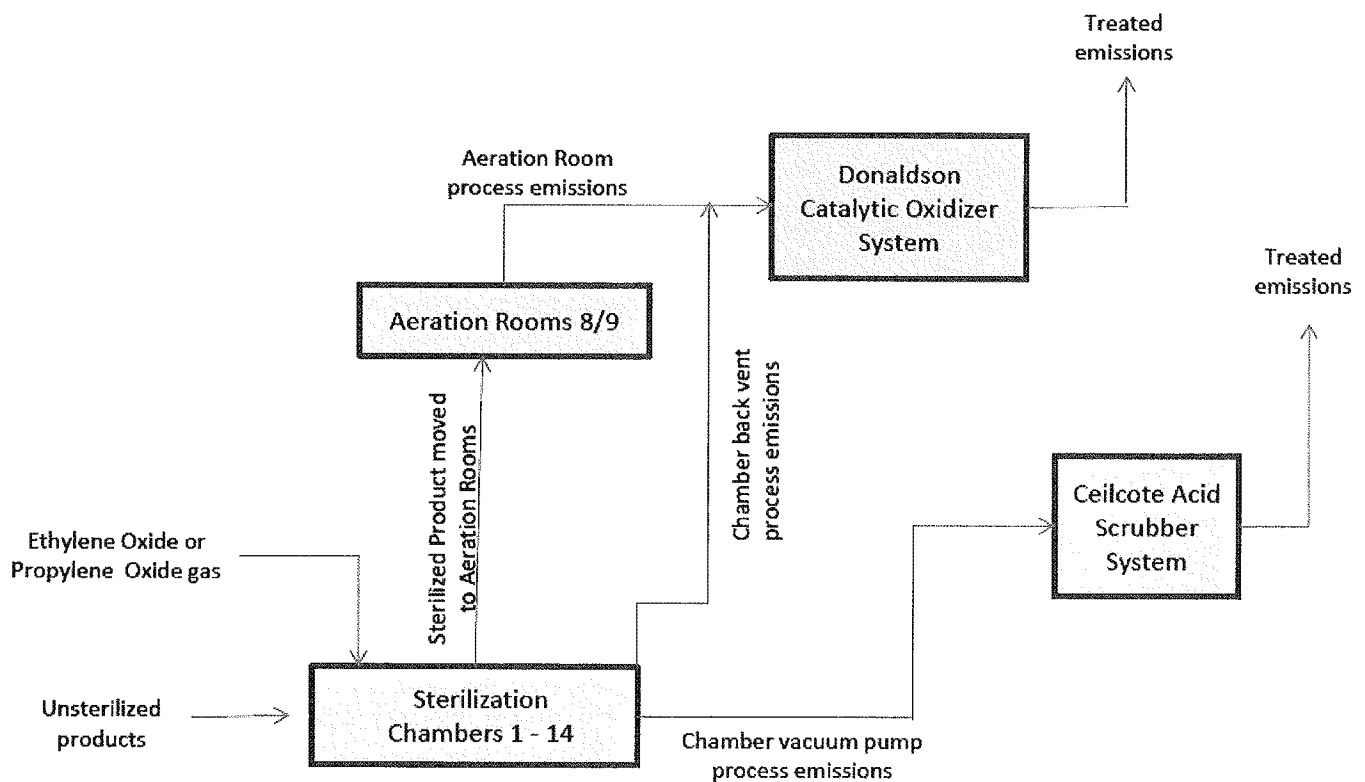 Treated
emissions
Aeration Room
process emissions
Donaldson
Catalytic Oxidizer
System
Treated
emissions
Aeration Rooms 8/9
Chamber back vent
process emissions
Sterilized Product moved
to Aeration Rooms
Ceilcote Acid
Scrubber
System
Ethylene Oxide or
Propylene Oxide gas
Sterilization
Chambers 1 - 14
Unsterilized
products
Chamber vacuum pump
process emissions